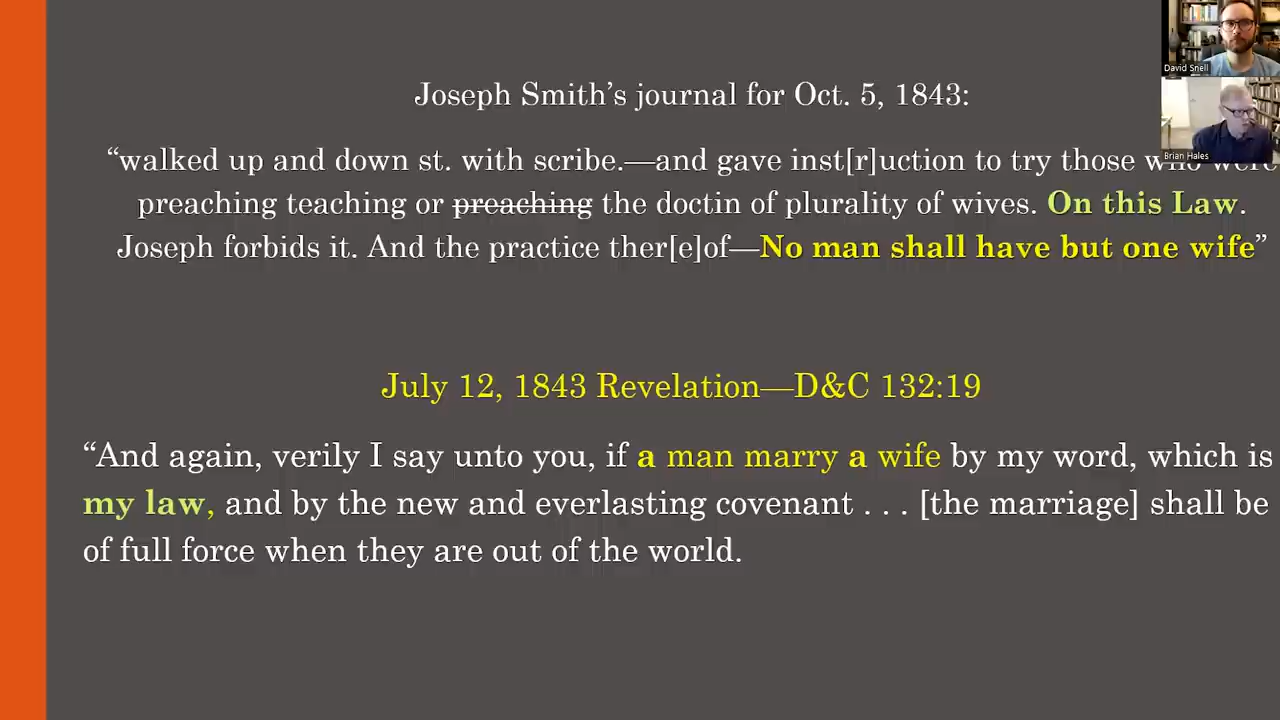 David Snell
Brian Hales
Joseph Smith’s journal for Oct. 5, 1843:
“walked up and down st. with scribe.—and gave inst[r]uction to try those who were
preaching teaching or preaching the doctin of plurality of wives. On this Law.
Joseph forbids it. And the practice ther[e]of—No man shall have but one wife”
July 12, 1843 Revelation—D&C 132:19
“And again, verily I say unto you, if a man marry a wife by my word, which is
my law, and by the new and everlasting covenant . . . [the marriage] shall be
of full force when they are out of the world.